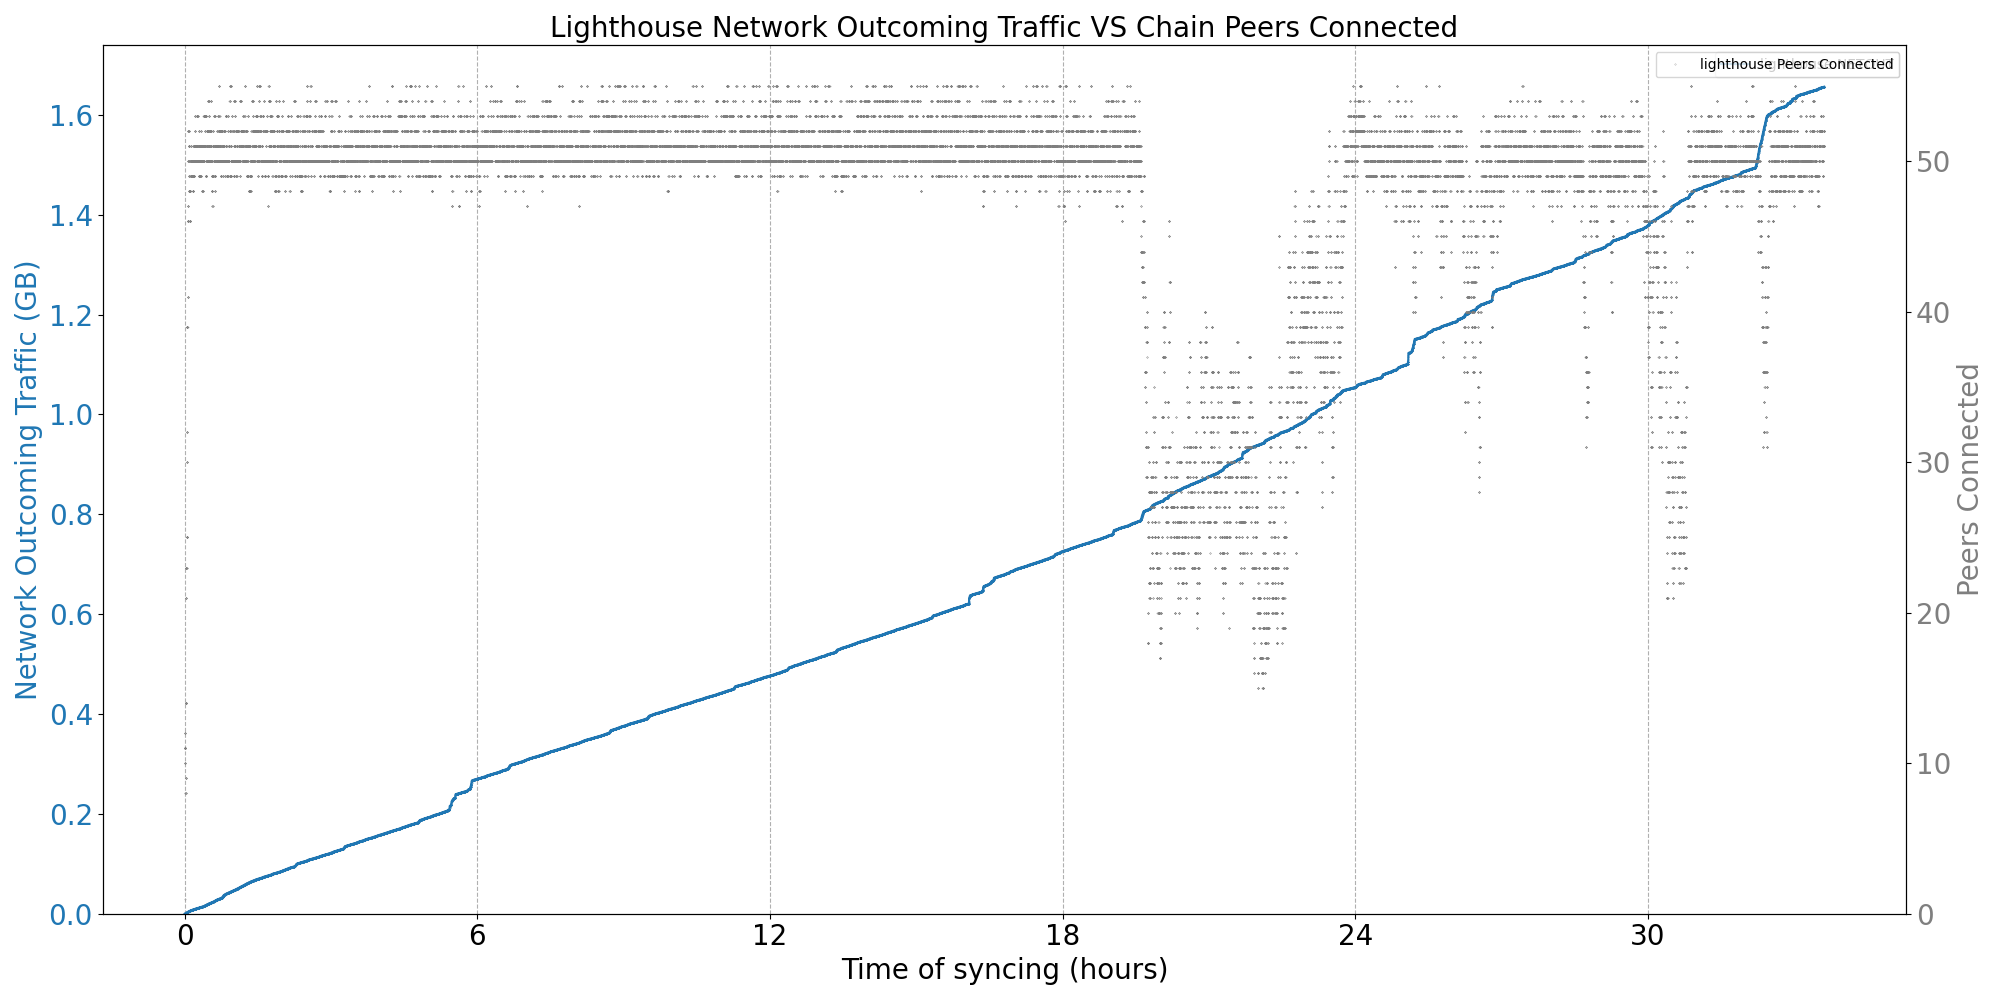 Lighthouse Network Outcoming Traffic VS Chain Peers Connected
lighthouse Peers Connected
Network Outcoming Traffic (GB)
1.6
1.4
1.2
1.0
0.8
0.6
0.4
0.2
0.0
50
40
30
20
10
0
Peers Connected
0 6 12 18 24 30
Time of syncing (hours)